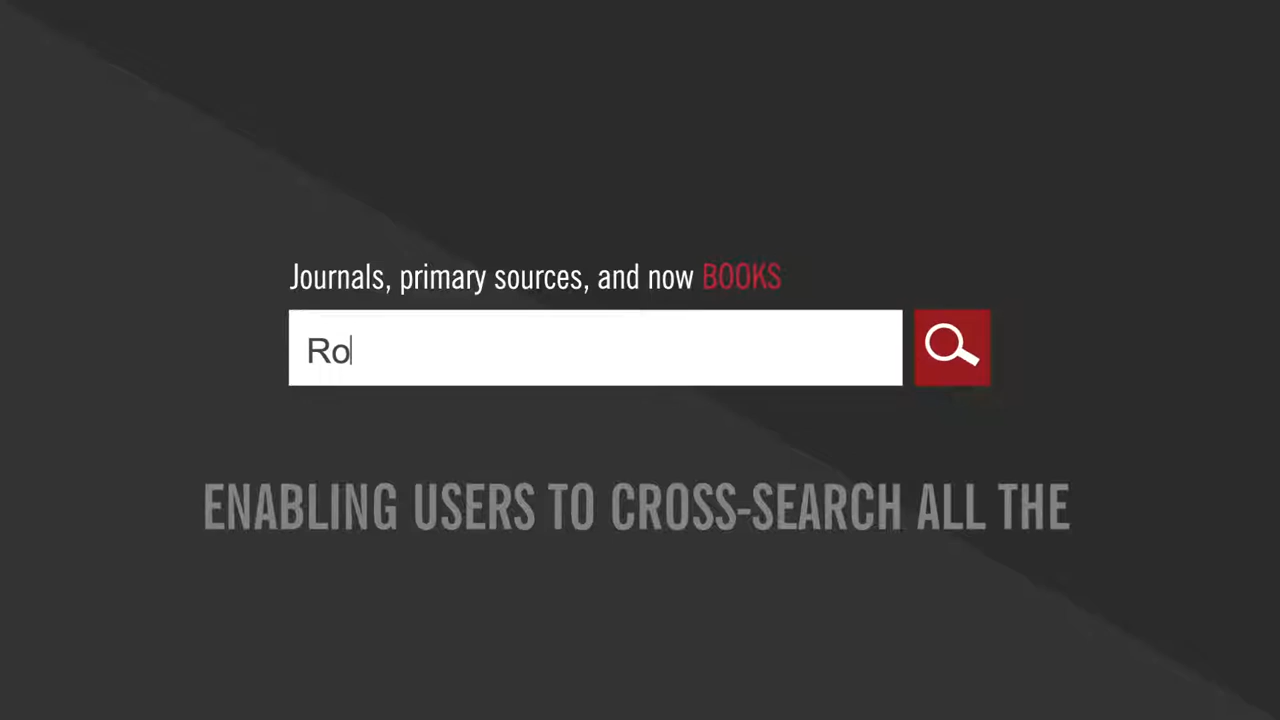 Journals, primary sources, and now BOOKS
Ro
ENABLING USERS TO CROSS-SEARCH ALL THE